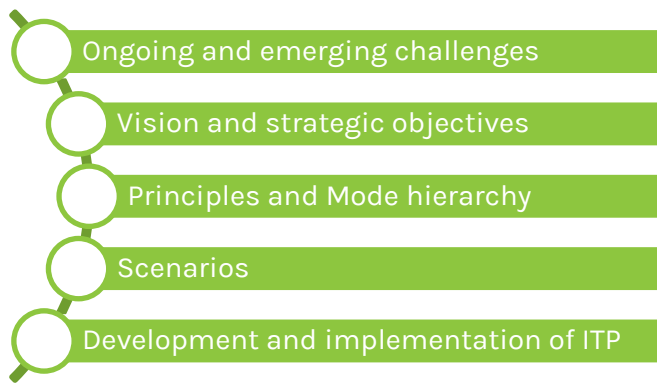 Ongoing and emerging challenges
Vision and strategic objectives
Principles and Mode hierarchy
Scenarios
Development and implementation of ITP